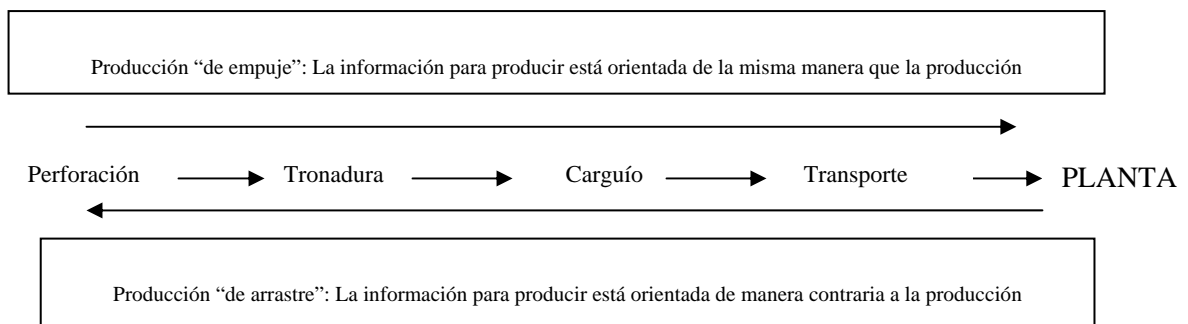 Producción “de empuje”: La información para producir está orientada de la misma manera que la producción
Perforación Tronadura Carguío Transporte PLANTA
Producción “de arrastre”: La información para producir está orientada de manera contraria a la producción